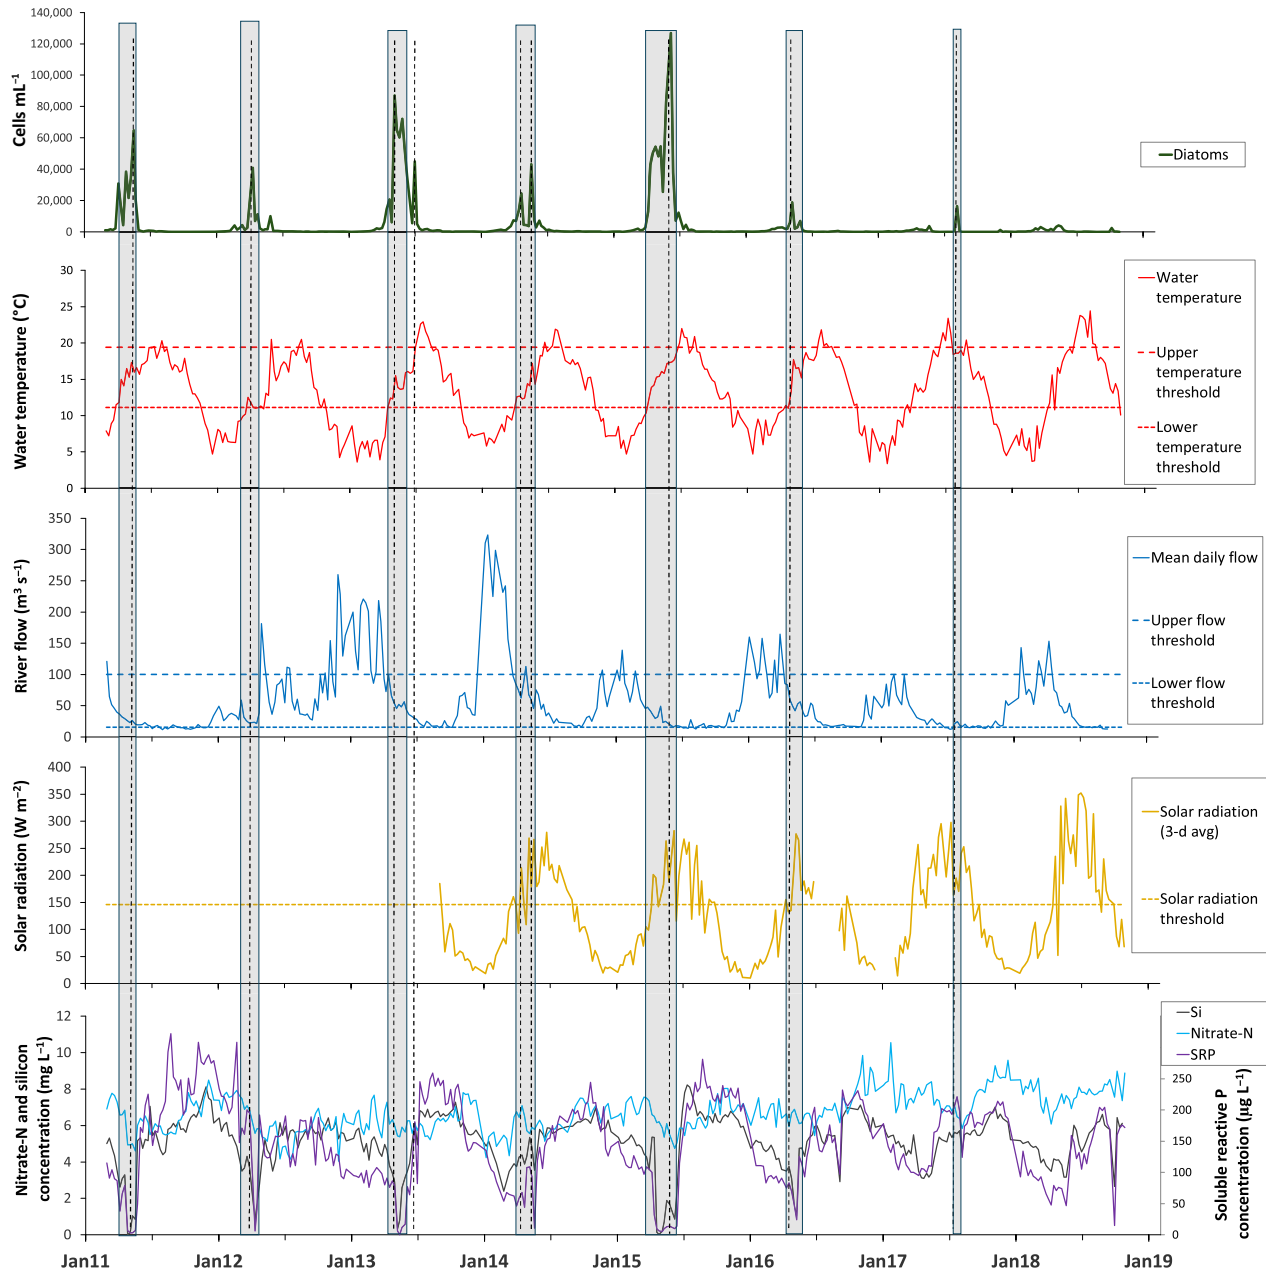 140,000
120,000
100,000
80,000
60,000
40,000
20,000
0
Cells mL⁻¹
Diatoms
30
25
20
15
10
5
0
Water temperature (°C)
Water
temperature
Upper
temperature
threshold
Lower
temperature
threshold
350
300
250
200
150
100
50
0
River flow (m³ s⁻¹)
Mean daily flow
Upper flow
threshold
Lower flow
threshold
400
350
300
250
200
150
100
50
0
Solar radiation (W m⁻²)
Solar radiation
(3-d avg)
Solar radiation
threshold
12
10
8
6
4
2
0
Nitrate-N and silicon
concentration (mg L⁻¹)
Si
Nitrate-N
SRP
250
200
150
100
50
0
Soluble reactive P
concentratoin (µg L⁻¹)
Jan11 Jan12 Jan13 Jan14 Jan15 Jan16 Jan17 Jan18 Jan19